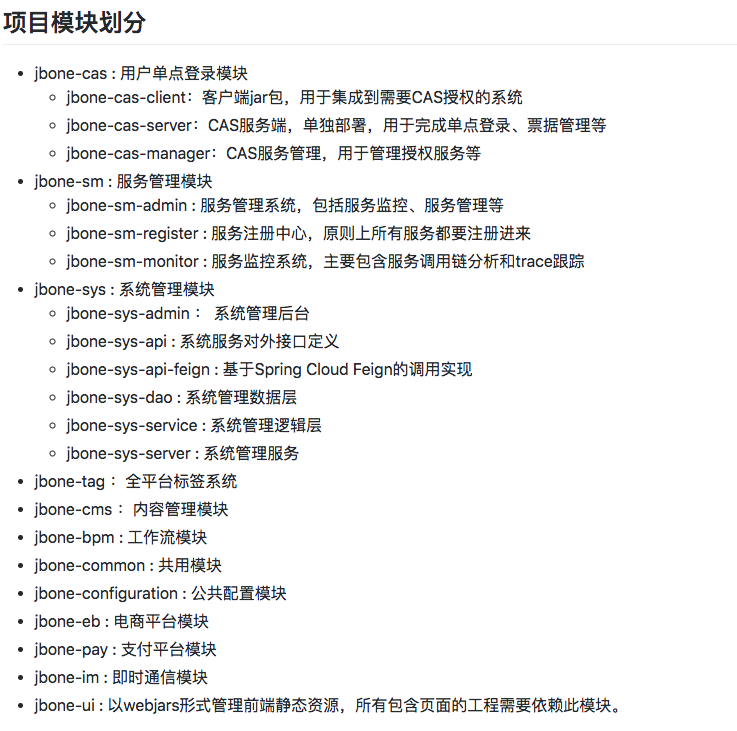 项目模块划分
jbone-cas : 用户单点登录模块
jbone-cas-client：客户端jar包，用于集成到需要CAS授权的系统
jbone-cas-server：CAS服务端，单独部署，用于完成单点登录、票据管理等
jbone-cas-manager：CAS服务管理，用于管理授权服务等
jbone-sm : 服务管理模块
jbone-sm-admin : 服务管理系统，包括服务监控、服务管理等
jbone-sm-register : 服务注册中心，原则上所有服务都要注册进来
jbone-sm-monitor : 服务监控系统，主要包含服务调用链分析和trace跟踪
jbone-sys : 系统管理模块
jbone-sys-admin： 系统管理后台
jbone-sys-api : 系统服务对外接口定义
jbone-sys-api-feign : 基于Spring Cloud Feign的调用实现
jbone-sys-dao : 系统管理数据层
jbone-sys-service : 系统管理逻辑层
jbone-sys-server : 系统管理服务
jbone-tag： 全平台标签系统
jbone-cms： 内容管理模块
jbone-bpm : 工作流模块
jbone-common : 共用模块
jbone-configuration : 公共配置模块
jbone-eb : 电商平台模块
jbone-pay : 支付平台模块
jbone-im : 即时通信模块
jbone-ui : 以webjars形式管理前端静态资源，所有包含页面的工程需要依赖此模块。